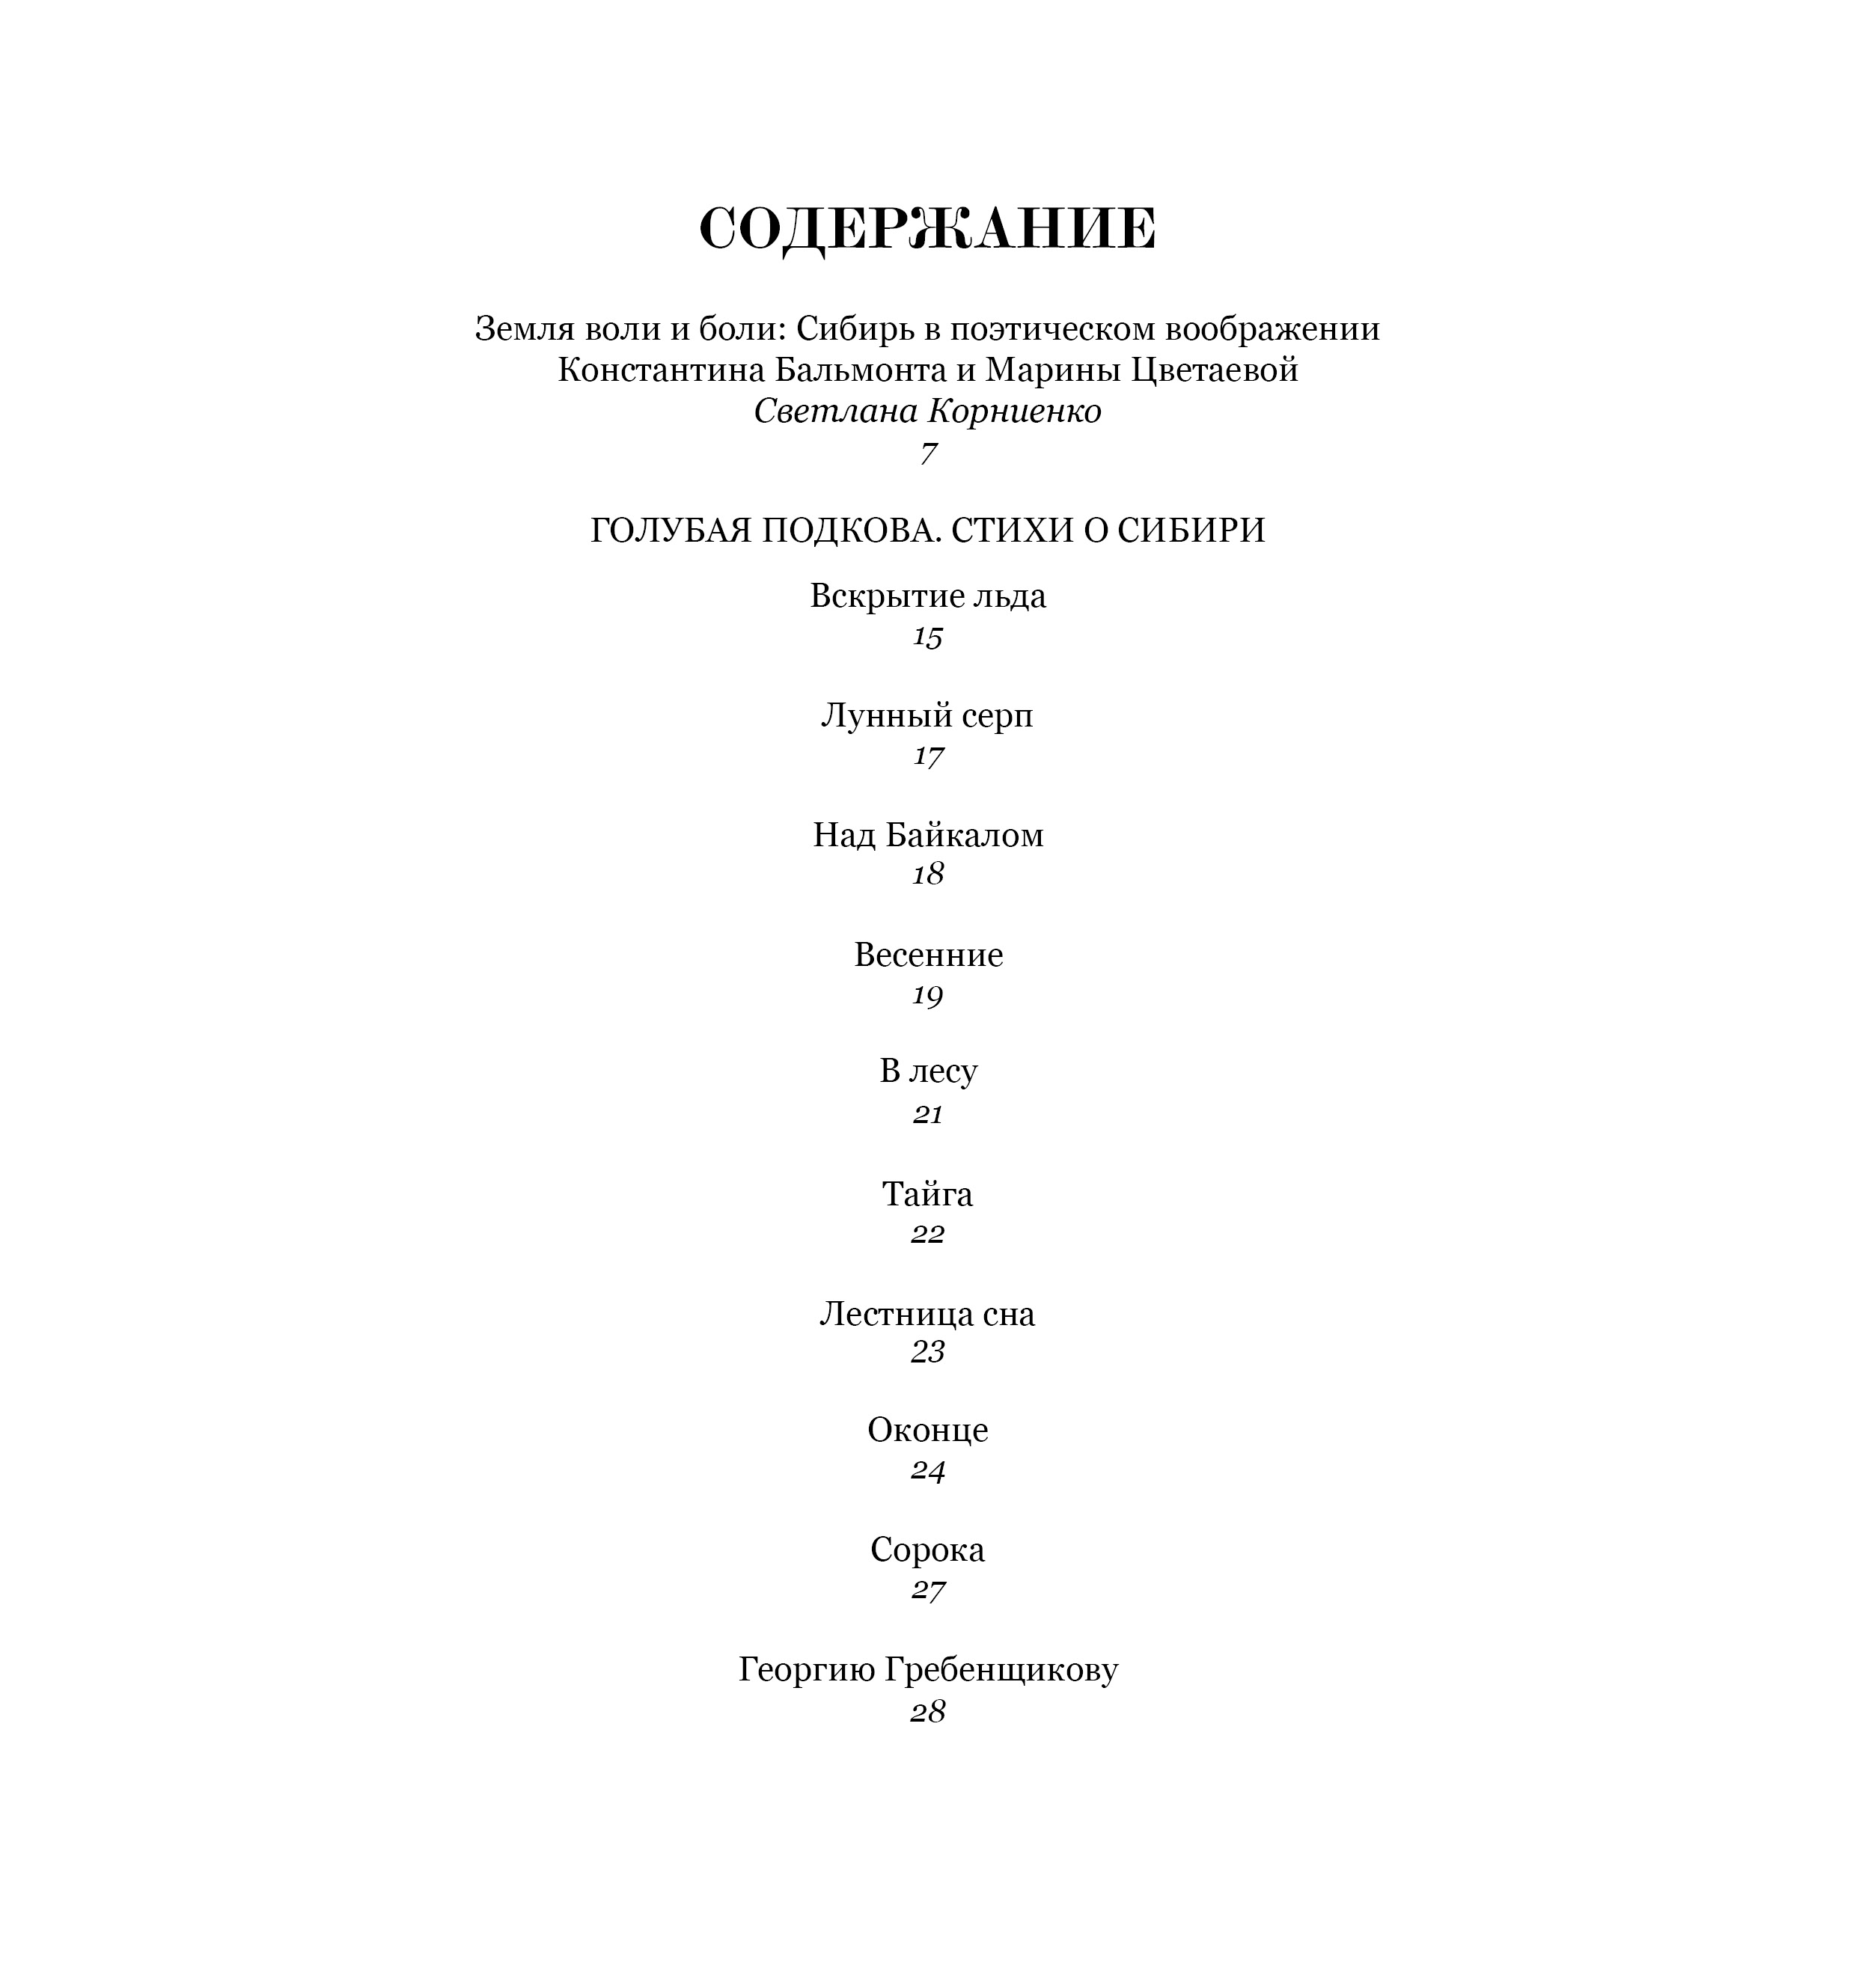 СОДЕРЖАНИЕ
Земля воли и боли: Сибирь в поэтическом воображении
Константина Бальмонта и Марины Цветаевой
Светлана Корниенко
7
ГОЛУБАЯ ПОДКОВА. СТИХИ О СИБИРИ
Вскрытие льда
15
Лунный серп
17
Над Байкалом
18
Весенние
19
В лесу
21
Тайга
22
Лестница сна
23
Оконце
24
Сорока
27
Георгию Гребенщикову
28